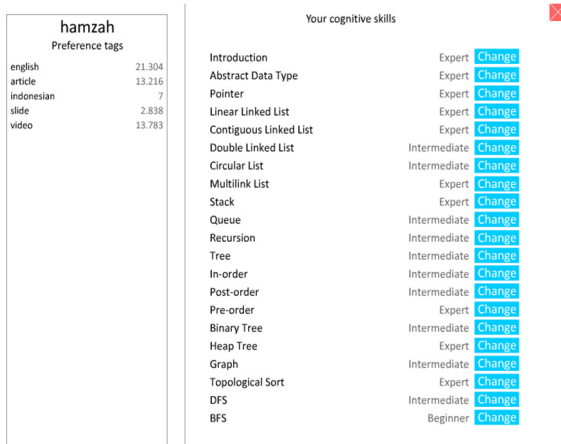 hamzah
Preference tags
english 21.304
article 13.216
indonesian 7
slide 2.838
video 13.783
Your cognitive skills
Introduction Expert Change
Abstract Data Type Expert Change
Pointer Expert Change
Linear Linked List Expert Change
Contiguous Linked List Expert Change
Double Linked List Intermediate Change
Circular List Intermediate Change
Multilink List Expert Change
Stack Expert Change
Queue Intermediate Change
Recursion Intermediate Change
Tree Intermediate Change
In-order Intermediate Change
Post-order Intermediate Change
Pre-order Expert Change
Binary Tree Intermediate Change
Heap Tree Expert Change
Graph Intermediate Change
Topological Sort Expert Change
DFS Intermediate Change
BFS Beginner Change